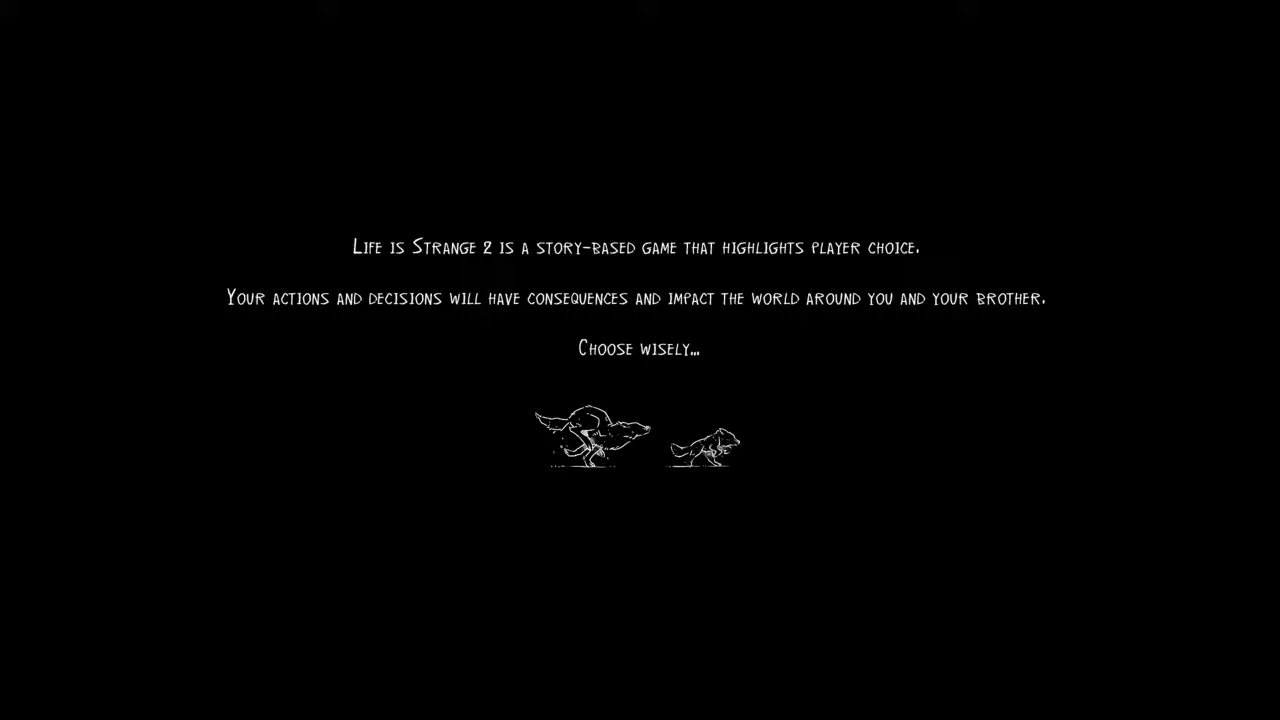 Life is Strange 2 is a story-based game that highlights player choice.
Your actions and decisions will have consequences and impact the world around you and your brother.
Choose wisely...